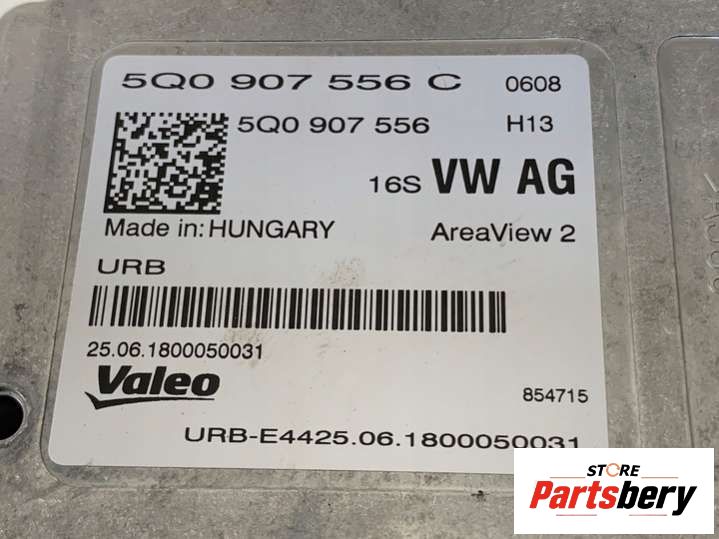 5Q0 907 556 C 0608
5Q0 907 556 H13
16S VW AG
Made in: HUNGARY AreaView 2
URB
25.06.1800050031
Valeo
854715
URB-E4425.06.1800050031
STORE
Partsbery